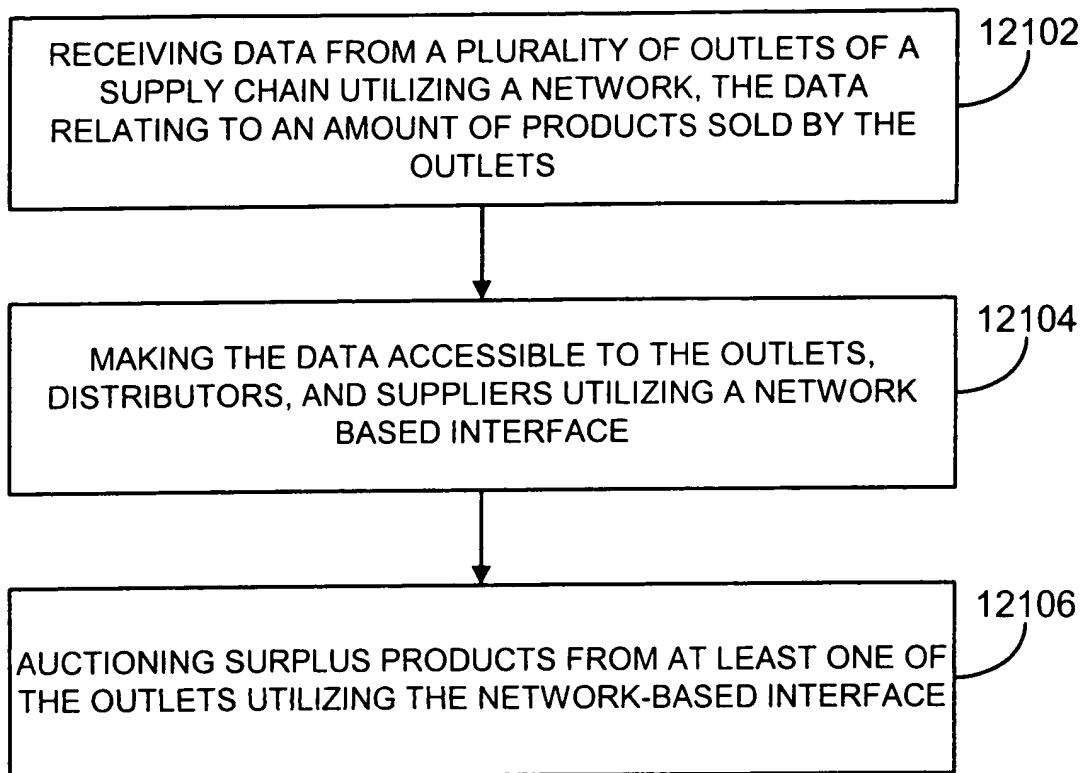 RECEIVING DATA FROM A PLURALITY OF OUTLETS OF A
SUPPLY CHAIN UTILIZING A NETWORK, THE DATA
RELATING TO AN AMOUNT OF PRODUCTS SOLD BY THE
OUTLETS
12102
MAKING THE DATA ACCESSIBLE TO THE OUTLETS,
DISTRIBUTORS, AND SUPPLIERS UTILIZING A NETWORK
BASED INTERFACE
12104
AUCTIONING SURPLUS PRODUCTS FROM AT LEAST ONE OF
THE OUTLETS UTILIZING THE NETWORK-BASED INTERFACE
12106